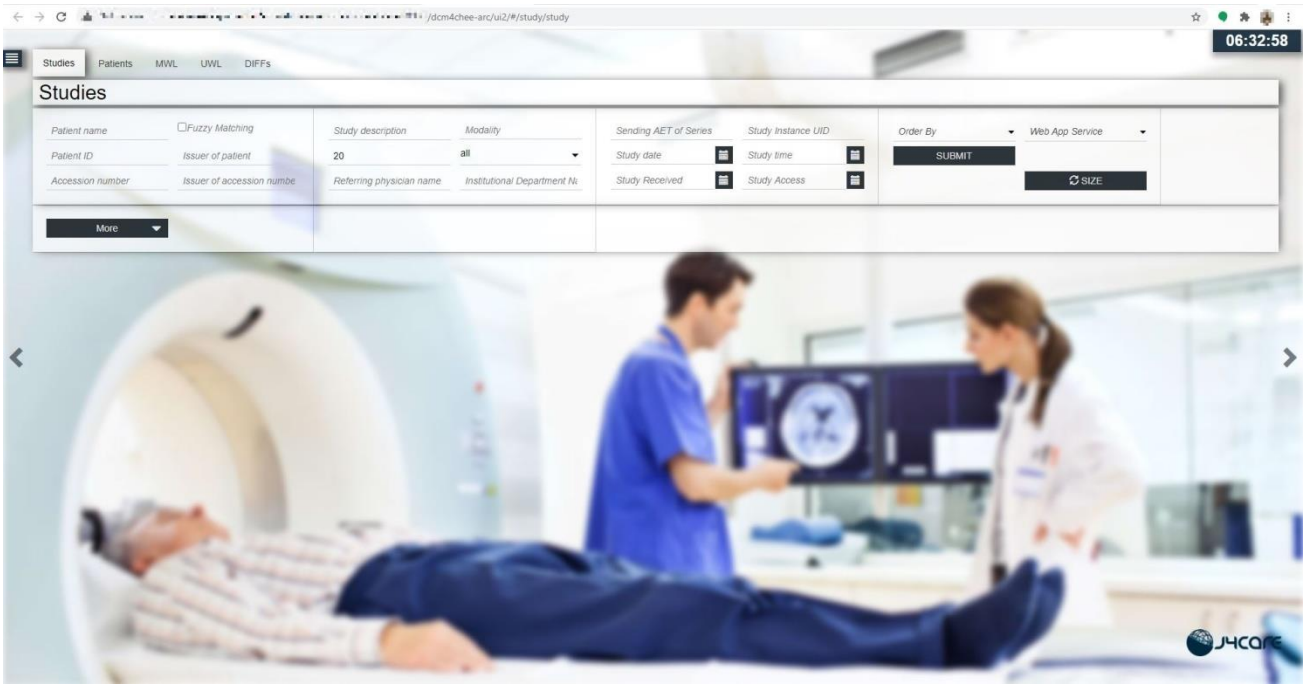 /dcm4chee-arc/ui2/#/study/study
06:32:58
Studies Patients MWL UWL DIFFs
Studies
Patient name Fuzzy Matching Study description Modality Sending AET of Series Study Instance UID Order By Web App Service
Patient ID Issuer of patient 20 all Study date Study time SUBMIT
Accession number Issuer of accession numbe Referring physician name Institutional Department Na Study Received Study Access SIZE
More
J4care